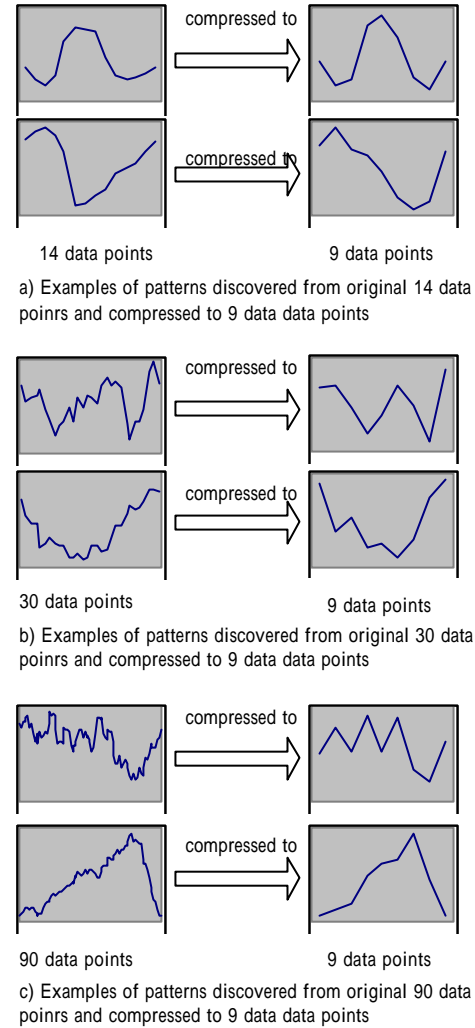 compressed to
compressed to
14 data points 9 data points
a) Examples of patterns discovered from original 14 data
poinrs and compressed to 9 data data points
compressed to
compressed to
30 data points 9 data points
b) Examples of patterns discovered from original 30 data
poinrs and compressed to 9 data data points
compressed to
compressed to
90 data points 9 data points
c) Examples of patterns discovered from original 90 data
poinrs and compressed to 9 data data points